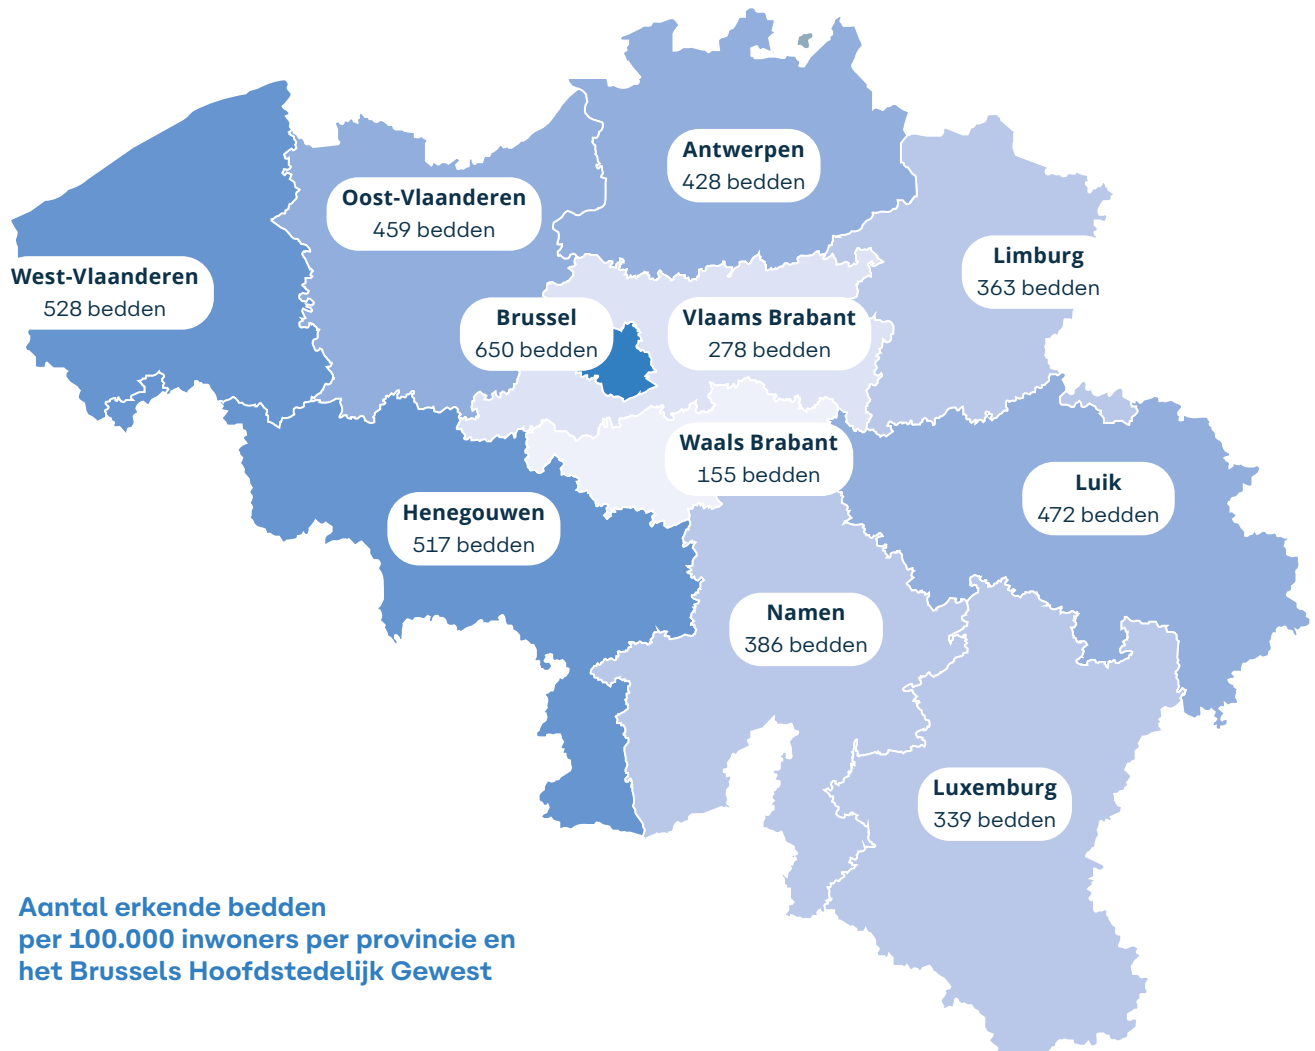 Antwerpen
428 bedden
Oost-Vlaanderen
459 bedden
Limburg
363 bedden
West-Vlaanderen
528 bedden
Brussel
650 bedden
Vlaams Brabant
278 bedden
Waals Brabant
155 bedden
Luik
472 bedden
Henegouwen
517 bedden
Namen
386 bedden
Luxemburg
339 bedden
Aantal erkende bedden
per 100.000 inwoners per provincie en
het Brussels Hoofdstedelijk Gewest